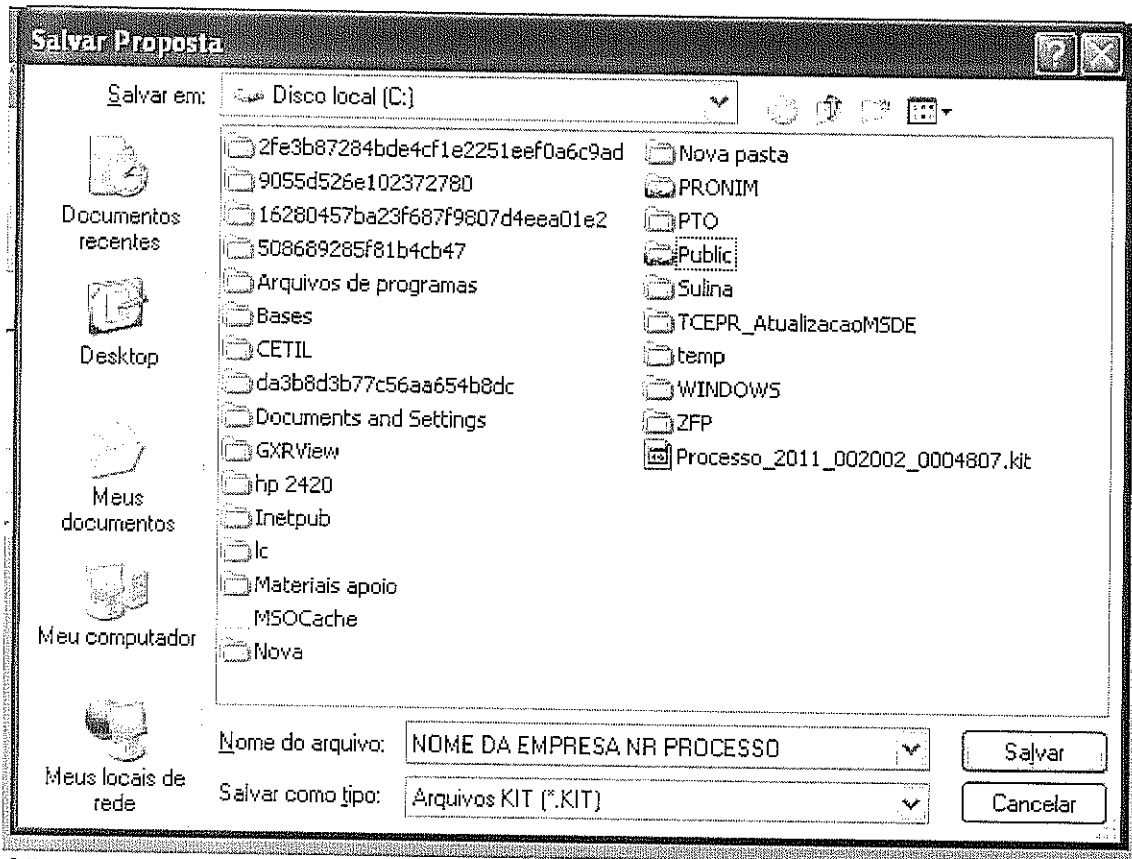 Salvar Proposta
Salvar em:
Disco local (C:)
Documentos
recentes
Desktop
Meus
documentos
Meu computador
Meus locais de
rede
2fe3b87284bde4cf1e2251eef0a6c9ad
9055d526e102372780
16280457ba23f687f9807d4eea01e2
508689285f81b4cb47
Arquivos de programas
Bases
CETIL
da3b8d3b77c56aa654b8dc
Documents and Settings
GXRView
hp 2420
Inetpub
lc
Materiais apoio
MSOCache
Nova
Nova pasta
PRONIM
PTO
Public
Sulina
TCEPR_AtualizacaoMSDE
temp
WINDOWS
ZFP
Processo_2011_002002_0004807.kit
Nome do arquivo:
NOME DA EMPRESA NR PROCESSO
Salvar
Salvar como tipo:
Arquivos KIT (*.KIT)
Cancelar